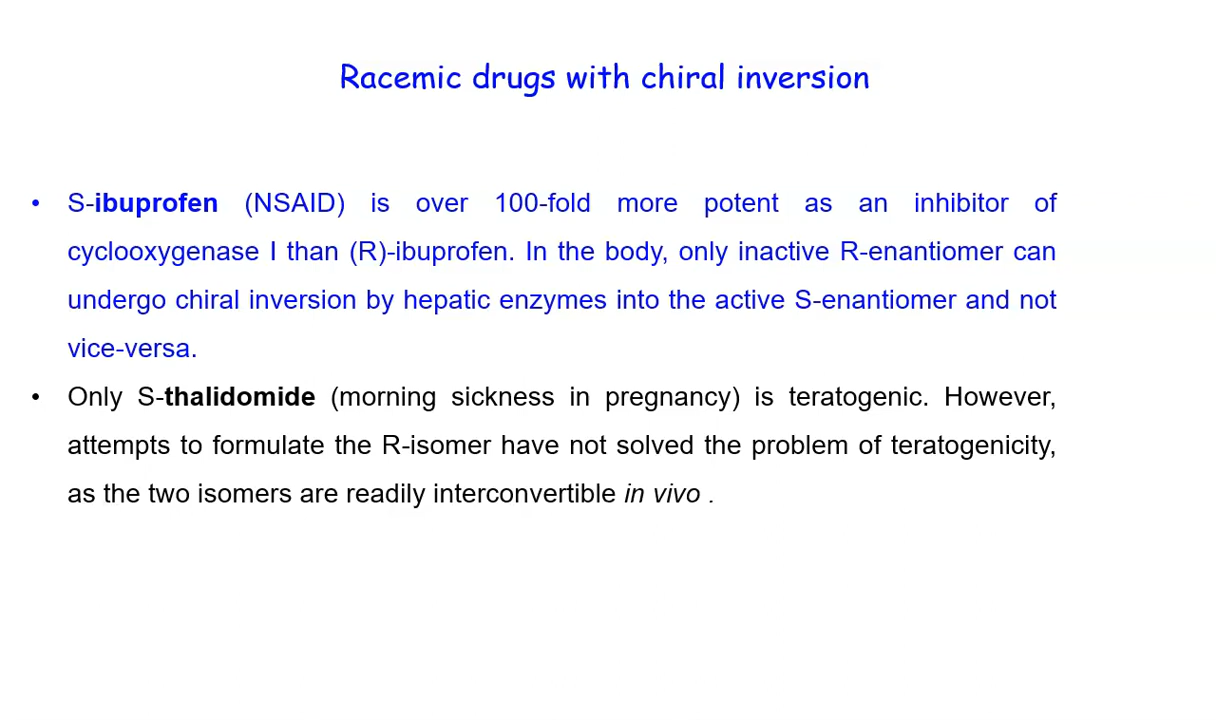 Racemic drugs with chiral inversion
• S-ibuprofen (NSAID) is over 100-fold more potent as an inhibitor of
cyclooxygenase I than (R)-ibuprofen. In the body, only inactive R-enantiomer can
undergo chiral inversion by hepatic enzymes into the active S-enantiomer and not
vice-versa.
• Only S-thalidomide (morning sickness in pregnancy) is teratogenic. However,
attempts to formulate the R-isomer have not solved the problem of teratogenicity,
as the two isomers are readily interconvertible in vivo .